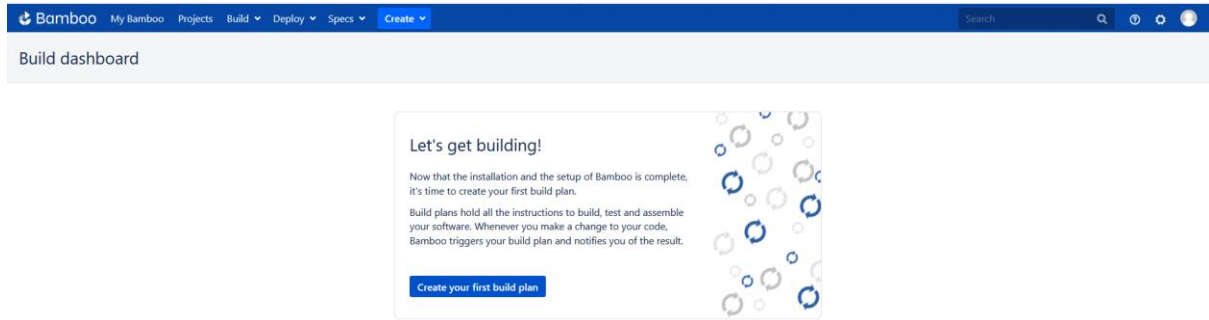 Bamboo My Bamboo Projects Build Deploy Specs Create Search
Build dashboard
Let's get building!
Now that the installation and the setup of Bamboo is complete,
it's time to create your first build plan.
Build plans hold all the instructions to build, test and assemble
your software. Whenever you make a change to your code,
Bamboo triggers your build plan and notifies you of the result.
Create your first build plan